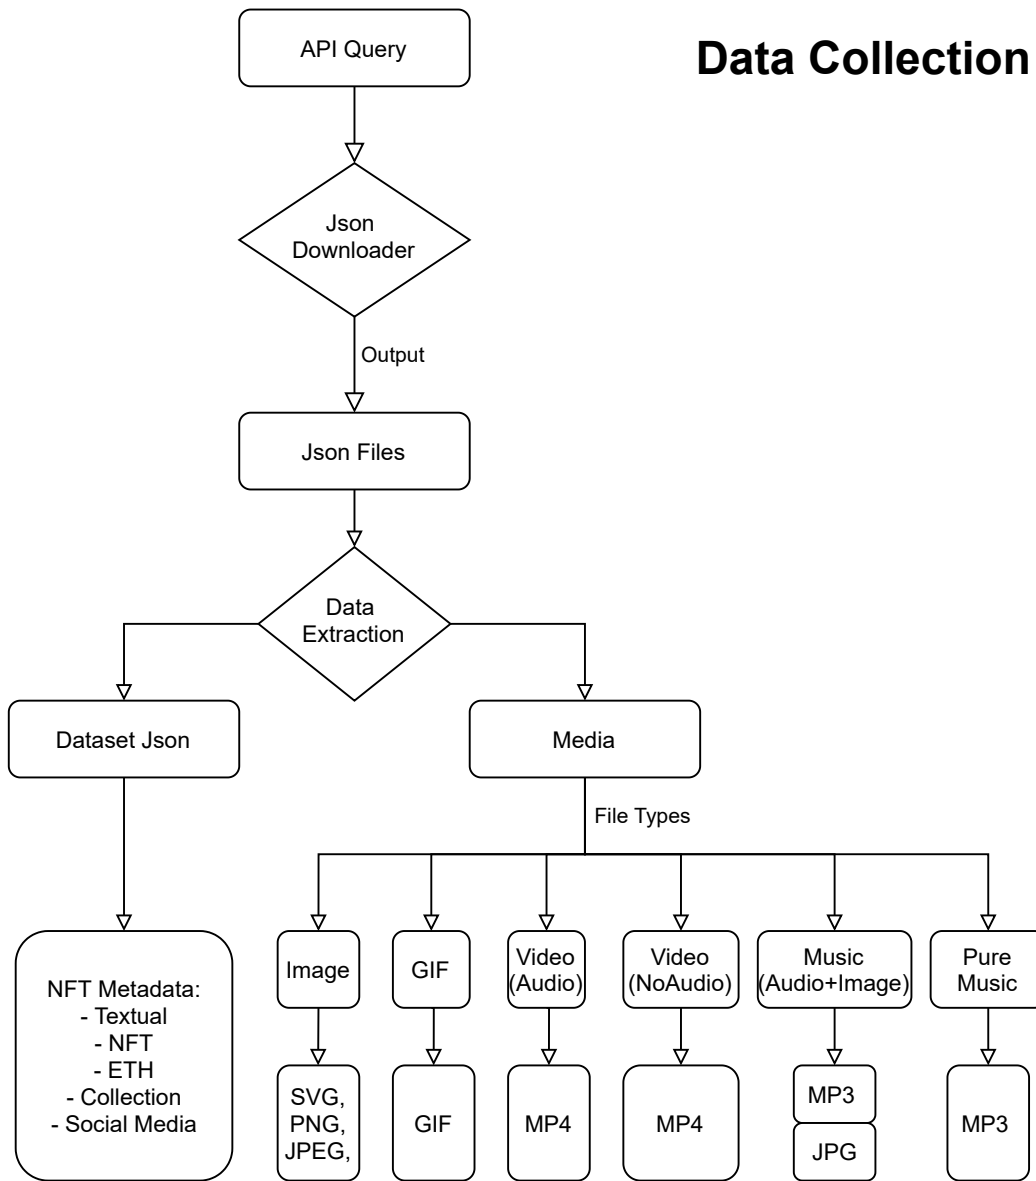 Data Collection
API Query
Json
Downloader
Output
Json Files
Data
Extraction
Dataset Json
Media
File Types
NFT Metadata:
- Textual
- NFT
- ETH
- Collection
- Social Media
Image
GIF
Video
(Audio)
Video
(NoAudio)
Music
(Audio+Image)
Pure
Music
SVG,
PNG,
JPEG,
GIF
MP4
MP4
MP3
JPG
MP3